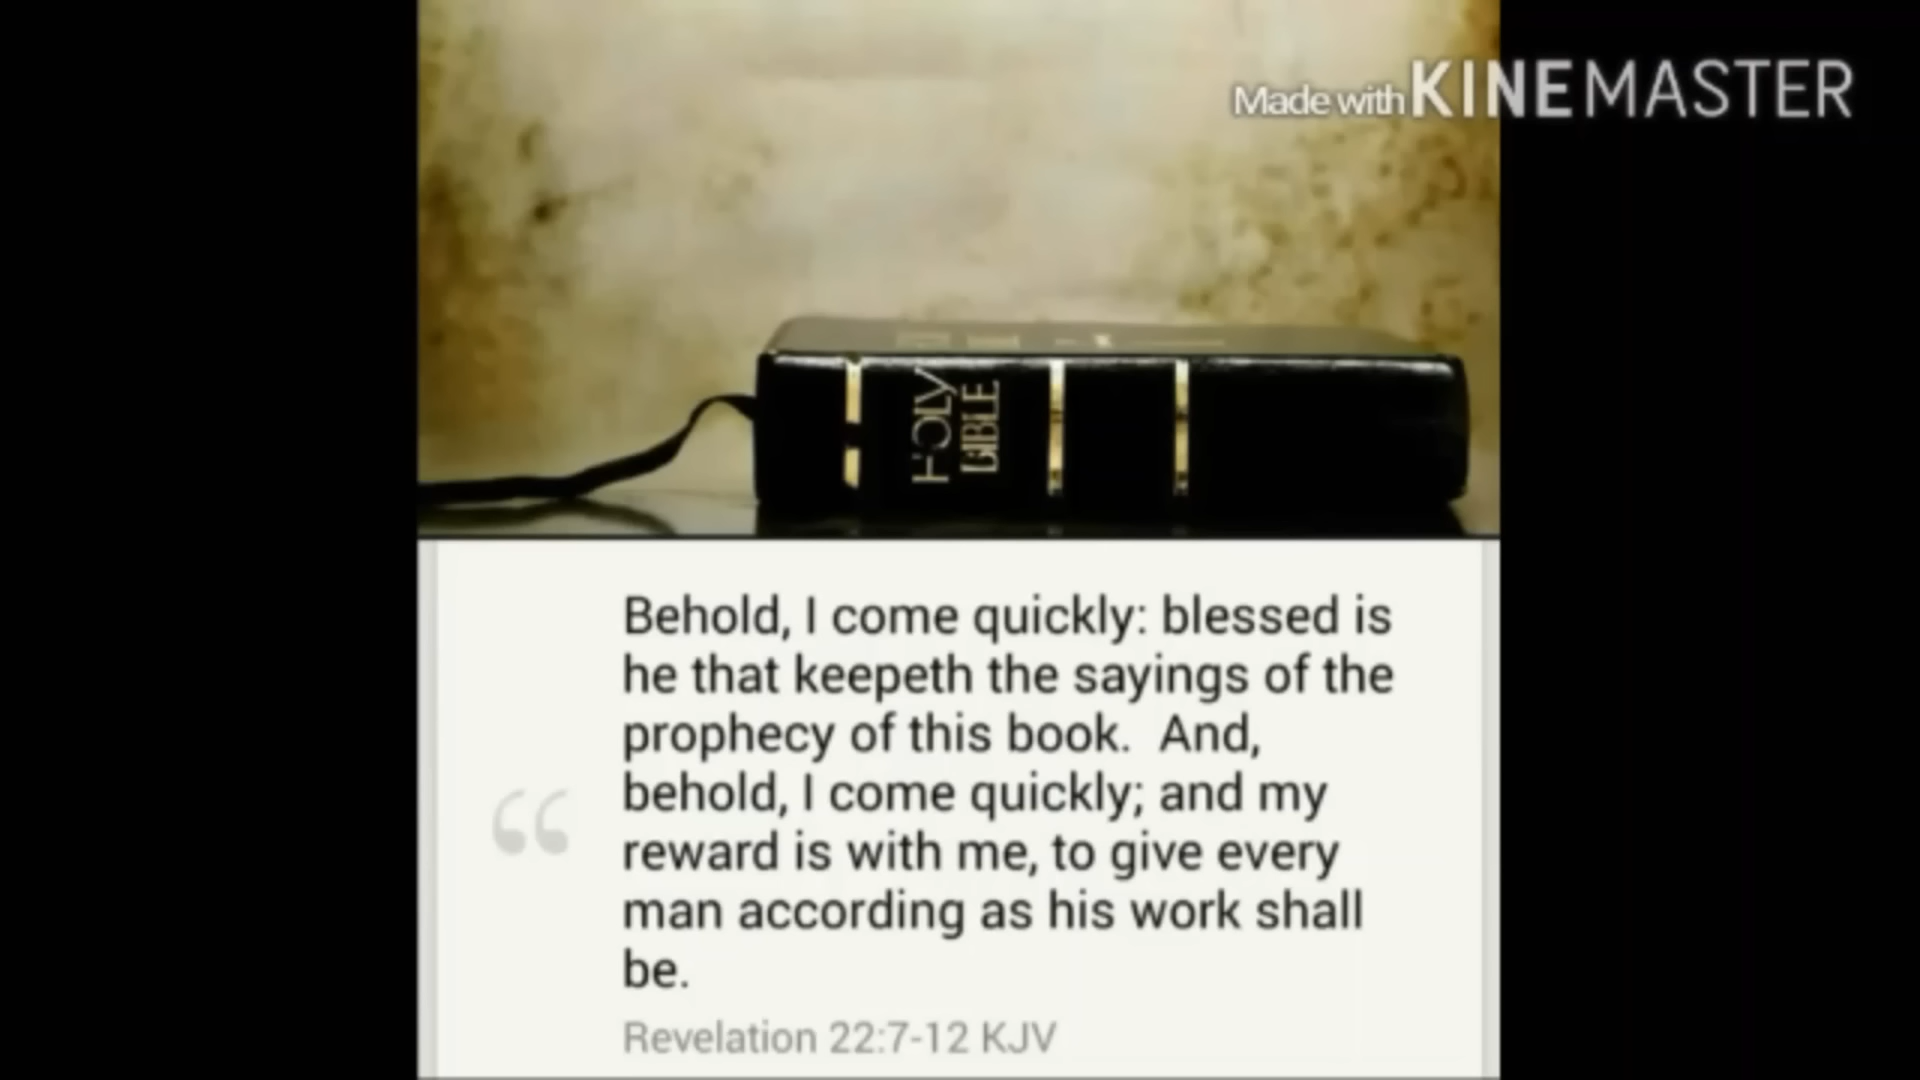 Made with KINEMASTER
HOLY
BIBLE
Behold, I come quickly: blessed is
he that keepeth the sayings of the
prophecy of this book.  And,
behold, I come quickly; and my
reward is with me, to give every
man according as his work shall
be.
Revelation 22:7-12 KJV